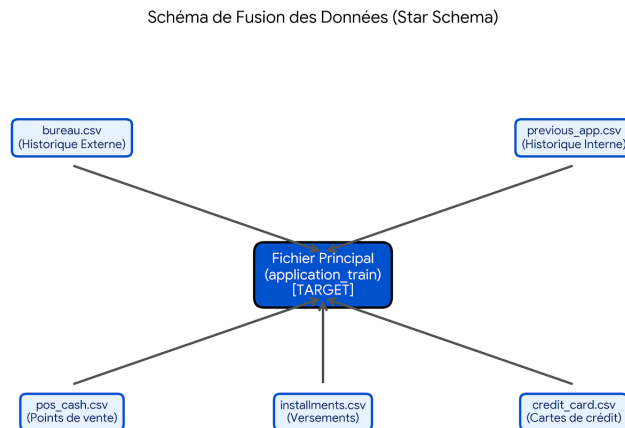 Schéma de Fusion des Données (Star Schema)
bureau.csv
(Historique Externe)
previous_app.csv
(Historique Interne)
Fichier Principal
(application_train)
[TARGET]
pos_cash.csv
(Points de vente)
installments.csv
(Versements)
credit_card.csv
(Cartes de crédit)